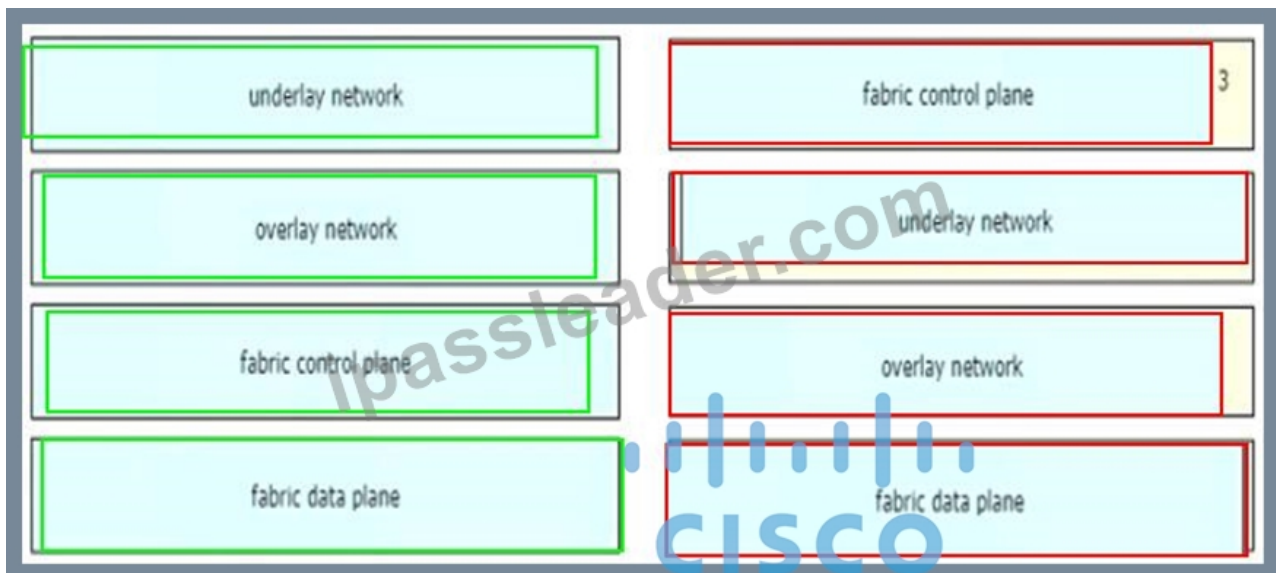 underlay network
fabric control plane
3
overlay network
underlay network
fabric control plane
overlay network
fabric data plane
fabric data plane
Ipassleader.com
CISCO